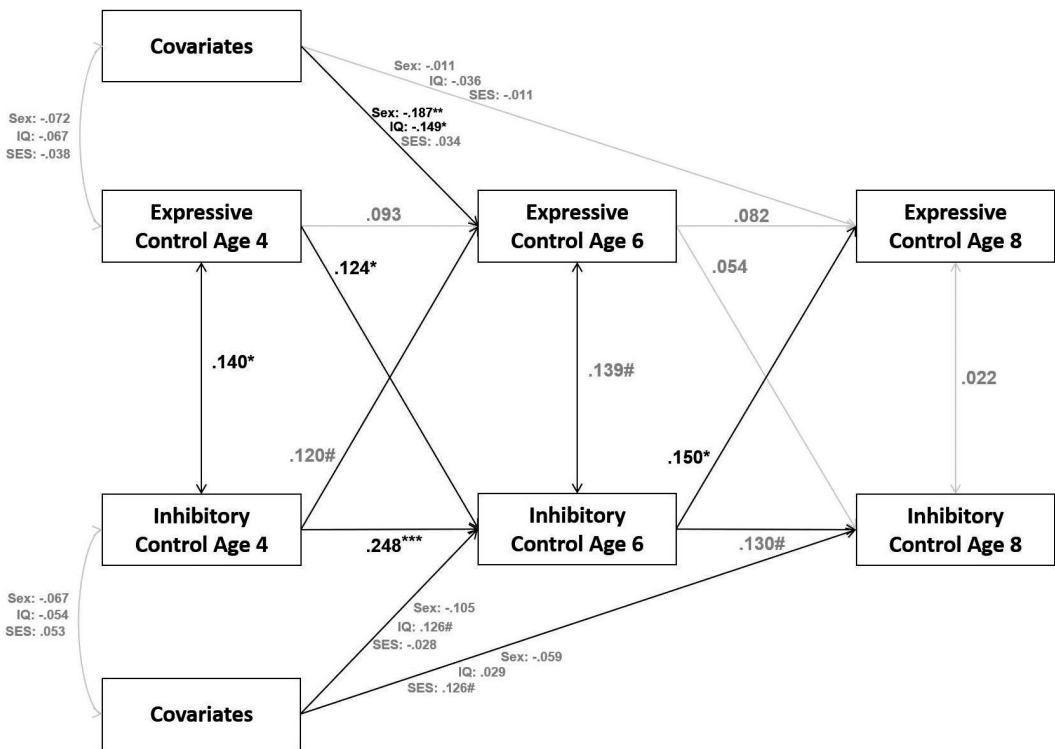 Covariates
Sex: -.011
IQ: -.036
SES: -.011
Sex: -.187**
IQ: -.149*
SES: .034
Sex: -.072
IQ: -.067
SES: -.038
Expressive
Control Age 4
.093
Expressive
Control Age 6
.082
Expressive
Control Age 8
.124*
.054
.140*
.139#
.022
.120#
.150*
Inhibitory
Control Age 4
.248***
Inhibitory
Control Age 6
.130#
Inhibitory
Control Age 8
Sex: -.067
IQ: -.054
SES: .053
Sex: -.105
IQ: .126#
SES: -.028
Sex: -.059
IQ: .029
SES: .126#
Covariates